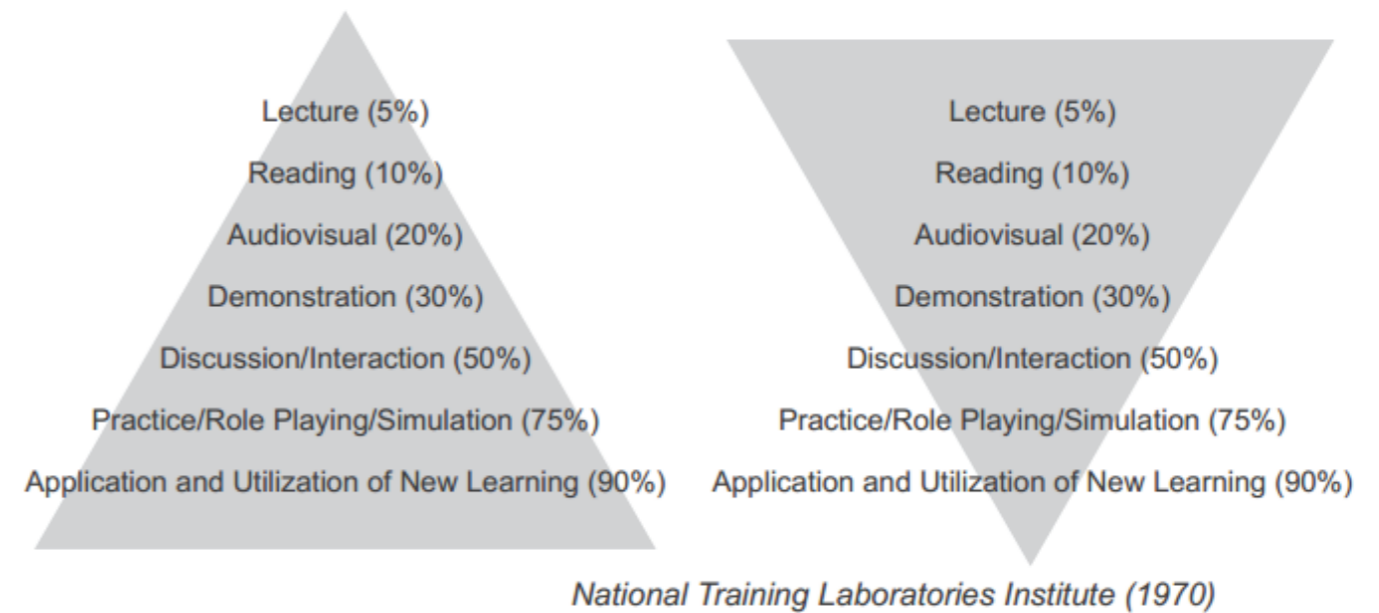 Lecture (5%)
Reading (10%)
Audiovisual (20%)
Demonstration (30%)
Discussion/Interaction (50%)
Practice/Role Playing/Simulation (75%)
Application and Utilization of New Learning (90%)
Lecture (5%)
Reading (10%)
Audiovisual (20%)
Demonstration (30%)
Discussion/Interaction (50%)
Practice/Role Playing/Simulation (75%)
Application and Utilization of New Learning (90%)
National Training Laboratories Institute (1970)